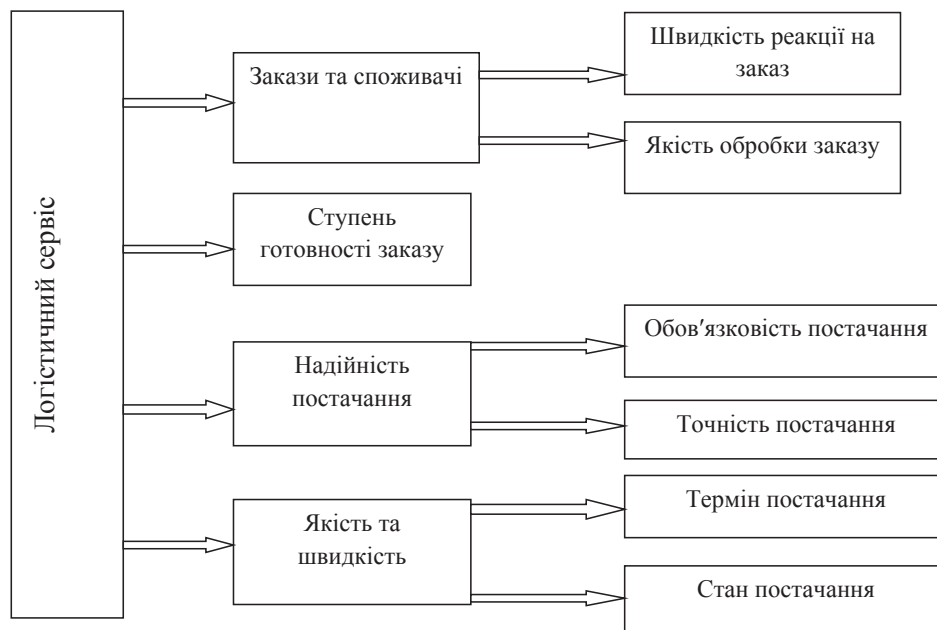 Логістичний сервіс
Закази та споживачі
Швидкість реакції на
заказ
Якість обробки заказу
Ступень
готовності заказу
Надійність
постачання
Обов'язковість постачання
Точність постачання
Якість та
швидкість
Термін постачання
Стан постачання